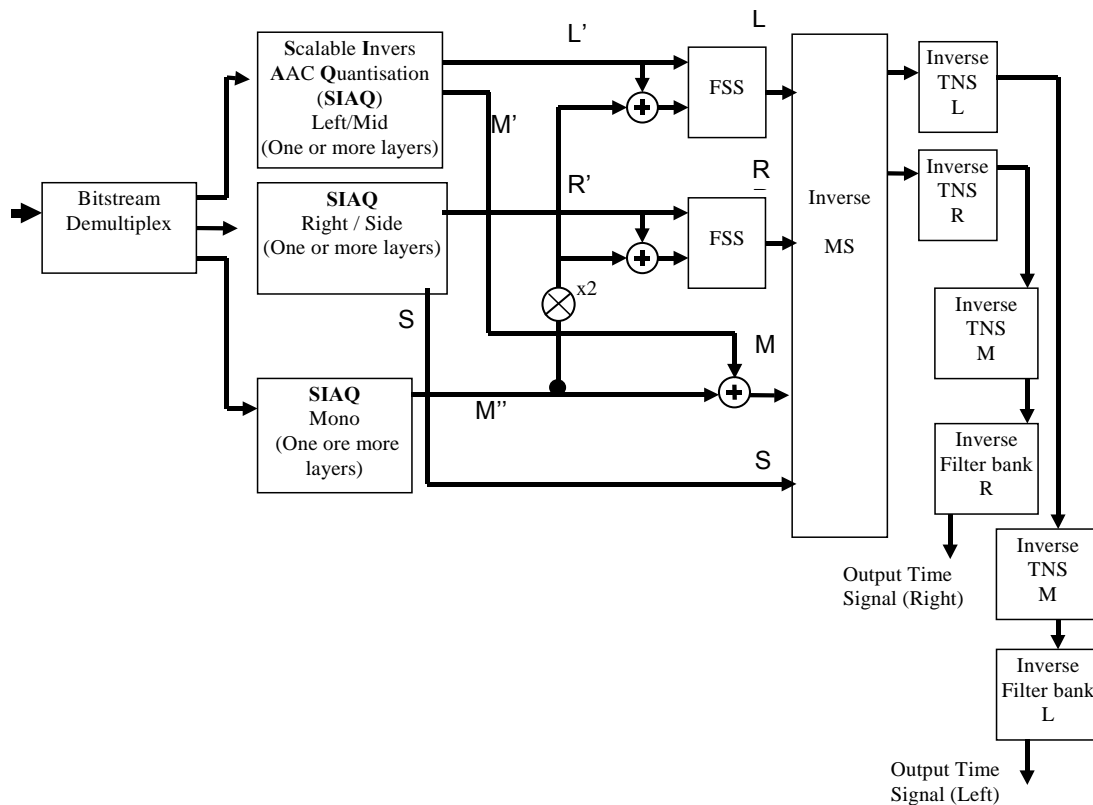 Scalable Invers
AAC Quantisation
(SIAQ)
Left/Mid
(One or more layers)
L’
M’
L
FSS
Inverse
TNS
L
Bitstream
Demultiplex
SIAQ
Right / Side
(One or more layers)
R’
R
FSS
Inverse
MS
Inverse
TNS
R
x2
S
M
Inverse
TNS
M
SIAQ
Mono
(One ore more
layers)
M’’
S
Inverse
Filter bank
R
Output Time
Signal (Right)
Inverse
TNS
M
Inverse
Filter bank
L
Output Time
Signal (Left)